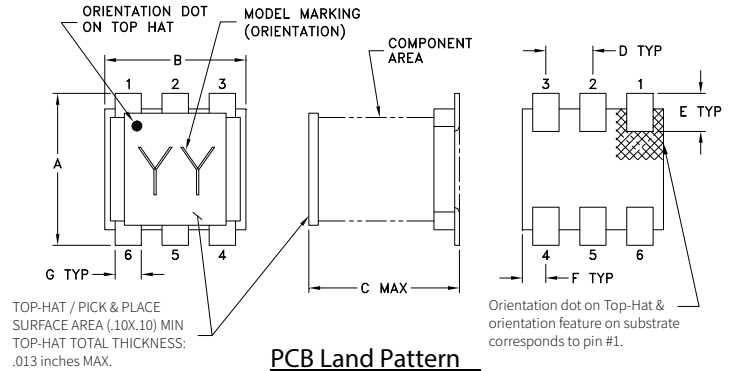 ORIENTATION DOT
ON TOP HAT
MODEL MARKING
(ORIENTATION)
B
1 2 3
A
Y Y
6 5 4
G TYP
TOP-HAT / PICK & PLACE
SURFACE AREA (.10X.10) MIN
TOP-HAT TOTAL THICKNESS:
.013 inches MAX.
COMPONENT
AREA
C MAX
D TYP
3 2 1
E TYP
4 5 6
F TYP
Orientation dot on Top-Hat &
orientation feature on substrate
corresponds to pin #1.
PCB Land Pattern